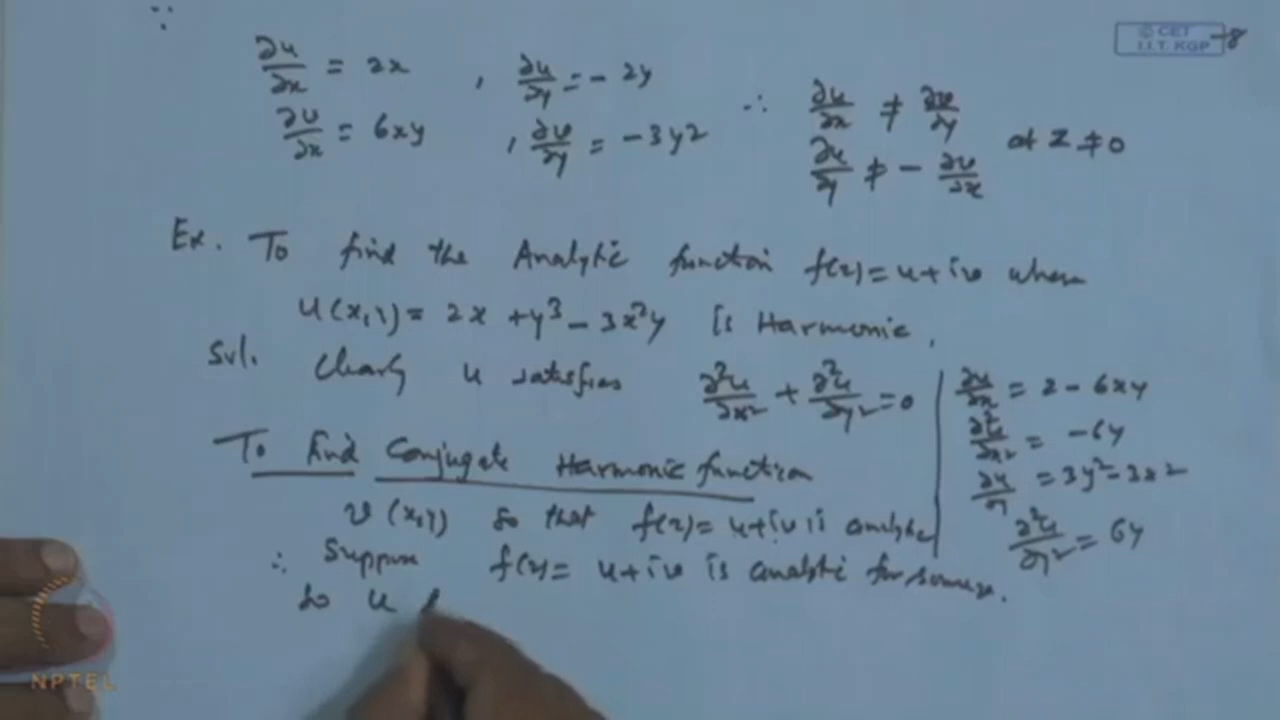 ∵
© CET
I.I.T. KGP
-8
∂u/∂x = 2x , ∂u/∂y = - 2y
∂v/∂x = 6xy , ∂v/∂y = -3y2
∴ ∂u/∂x ≠ ∂v/∂y
∂u/∂y ≠ - ∂v/∂x at z ≠ 0
Ex. To find the Analytic function f(z) = u+iv where
u(x,y) = 2x + y³ - 3x²y is Harmonic.
Sol. Clearly u satisfies ∂²u/∂x² + ∂²u/∂y² = 0
∂u/∂x = 2 - 6xy
∂²u/∂x² = -6y
∂u/∂y = 3y² - 3x²
∂²u/∂y² = 6y
To find Conjugate Harmonic function
v(x,y) so that f(z) = u+iv is analytic
∴ Suppose f(z) = u+iv is analytic for some v.
So u
NPTEL